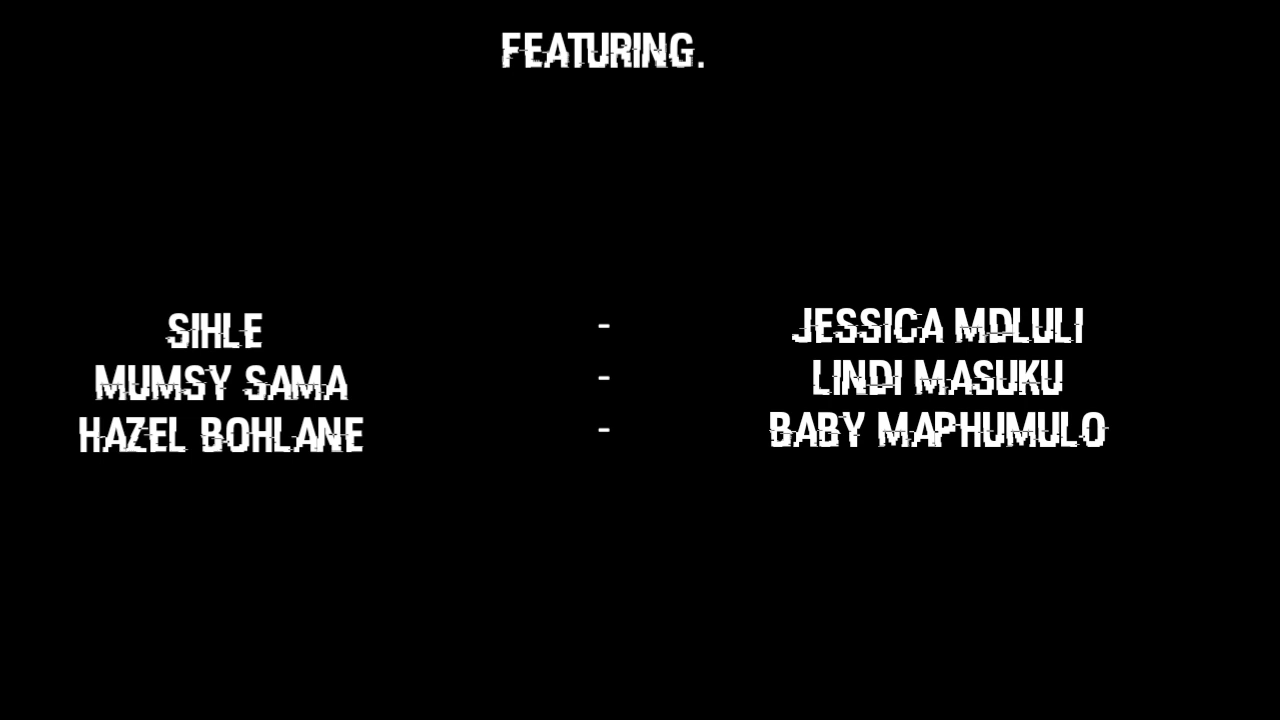 FEATURING.
SIHLE - JESSICA MDLULI
MUMSY SAMA - LINDI MASUKU
HAZEL BOHLANE - BABY MAPHUMULO